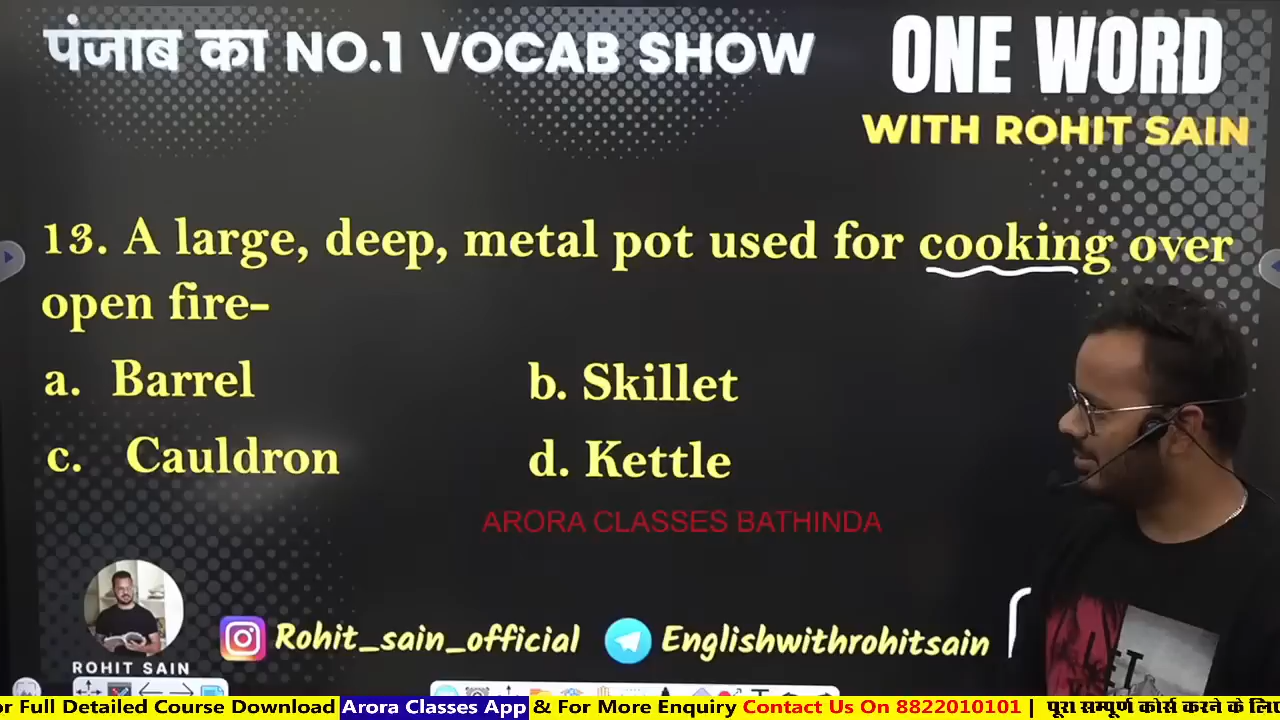 पंजाब का NO.1 VOCAB SHOW
ONE WORD
WITH ROHIT SAIN
13. A large, deep, metal pot used for cooking over
open fire-
a. Barrel
b. Skillet
c. Cauldron
d. Kettle
ARORA CLASSES BATHINDA
ROHIT SAIN
Rohit_sain_official
Englishwithrohitsain
LET
or Full Detailed Course Download Arora Classes App & For More Enquiry Contact Us On 8822010101 | पूरा सम्पूर्ण कोर्स करने के लिए